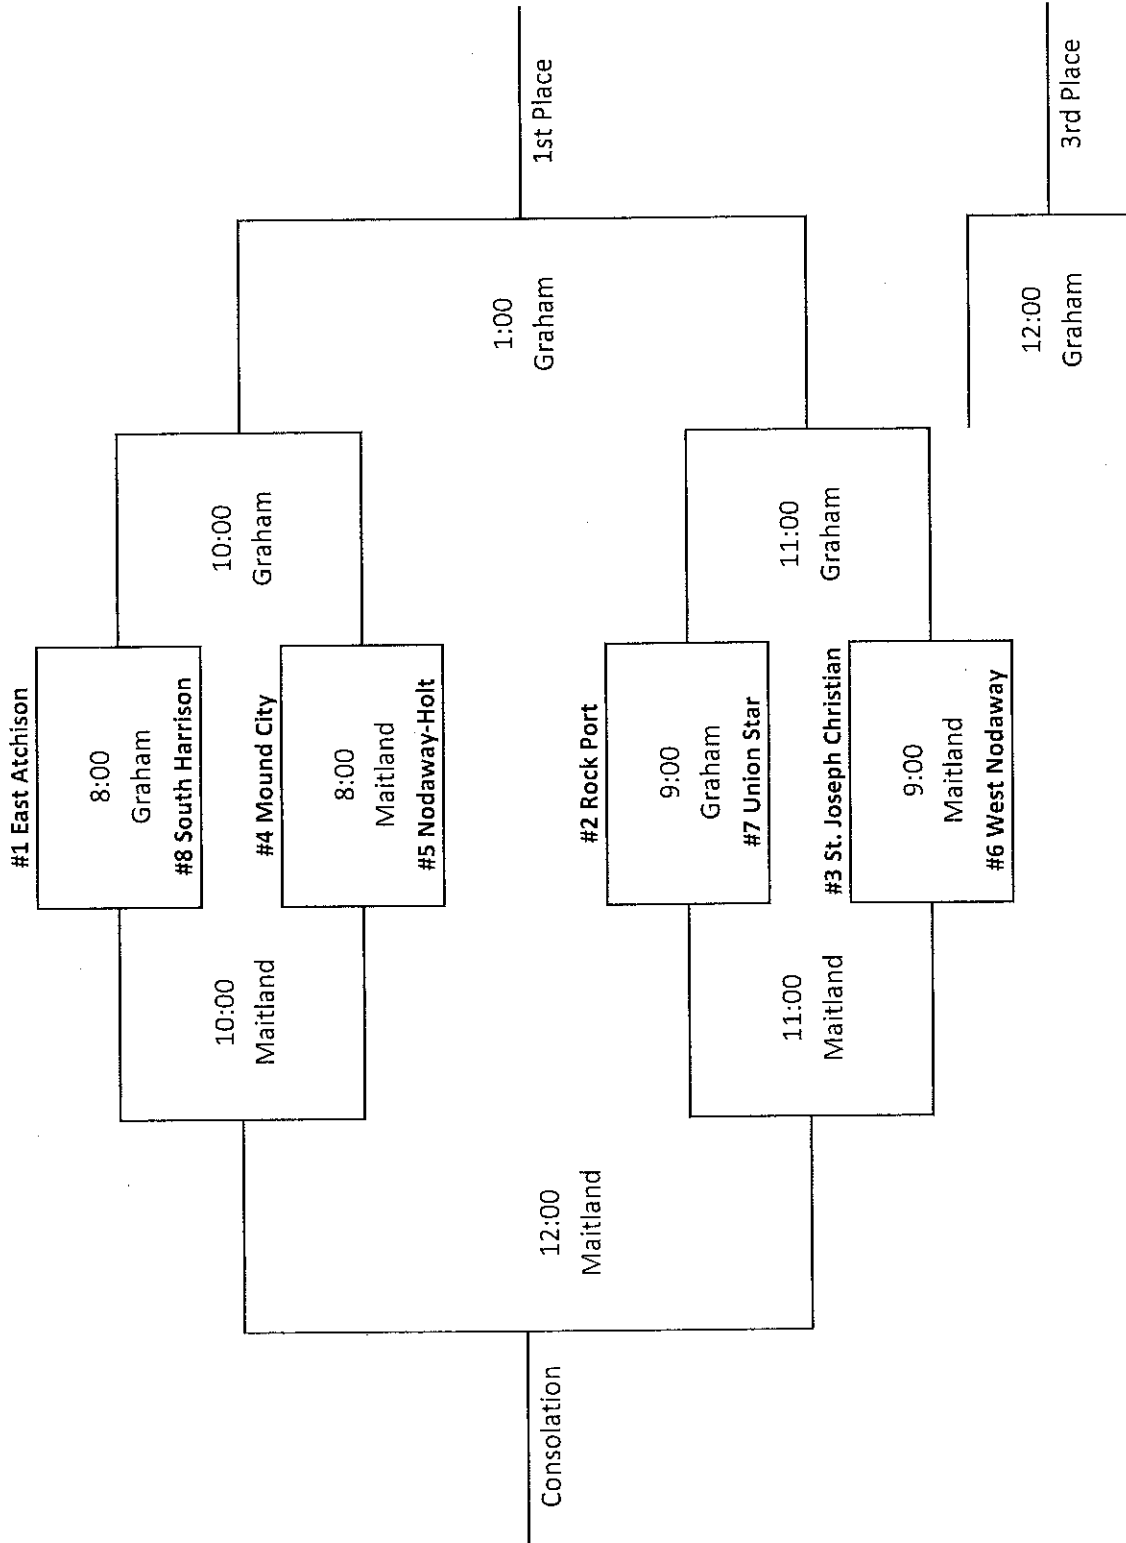 #1 East Atchison
8:00
Graham
#8 South Harrison
10:00
Maitland
10:00
Graham
#4 Mound City
8:00
Maitland
#5 Nodaway-Holt
12:00
Maitland
Consolation
1:00
Graham
1st Place
#2 Rock Port
9:00
Graham
#7 Union Star
11:00
Maitland
11:00
Graham
#3 St. Joseph Christian
9:00
Maitland
#6 West Nodaway
12:00
Graham
3rd Place